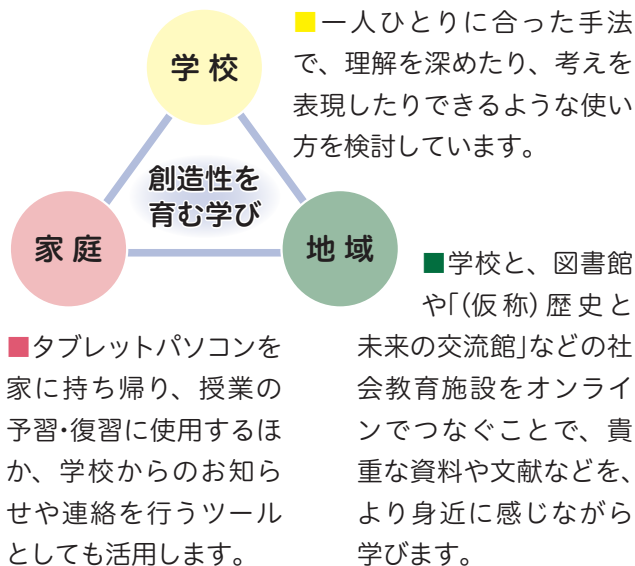 学校
■一人ひとりに合った手法
で、理解を深めたり、考えを
表現したりできるような使い
方を検討しています。
創造性を
育む学び
家庭
地域
■タブレットパソコンを
家に持ち帰り、授業の
予習・復習に使用するほ
か、学校からのお知ら
せや連絡を行うツール
としても活用します。
■学校と、図書館
や「(仮称)歴史と
未来の交流館」などの社
会教育施設をオンライ
ンでつなぐことで、貴
重な資料や文献などを、
より身近に感じながら
学びます。